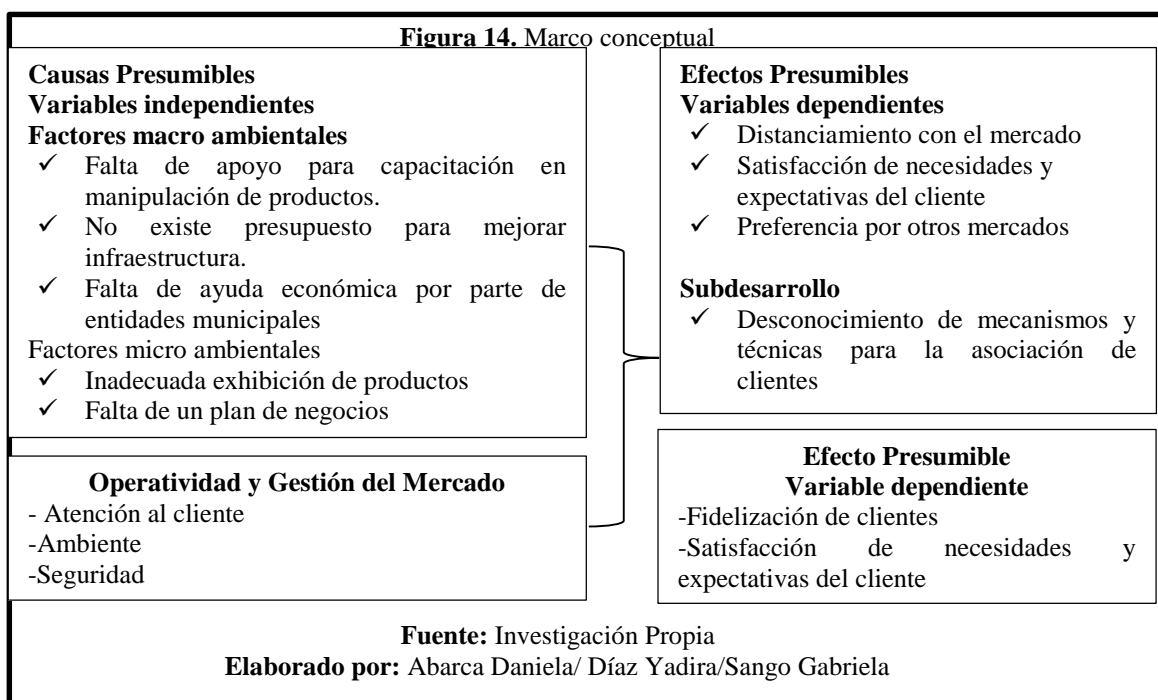 Figura 14. Marco conceptual
Causas Presumibles
Variables independientes
Factores macro ambientales
✓ Falta de apoyo para capacitación en
manipulación de productos.
✓ No existe presupuesto para mejorar
infraestructura.
✓ Falta de ayuda económica por parte de
entidades municipales
Factores micro ambientales
✓ Inadecuada exhibición de productos
✓ Falta de un plan de negocios
Efectos Presumibles
Variables dependientes
✓ Distanciamiento con el mercado
✓ Satisfacción de necesidades y
expectativas del cliente
✓ Preferencia por otros mercados
Subdesarrollo
✓ Desconocimiento de mecanismos y
técnicas para la asociación de
clientes
Operatividad y Gestión del Mercado
- Atención al cliente
-Ambiente
-Seguridad
Efecto Presumible
Variable dependiente
-Fidelización de clientes
-Satisfacción de necesidades y
expectativas del cliente
Fuente: Investigación Propia
Elaborado por: Abarca Daniela/ Díaz Yadira/Sango Gabriela